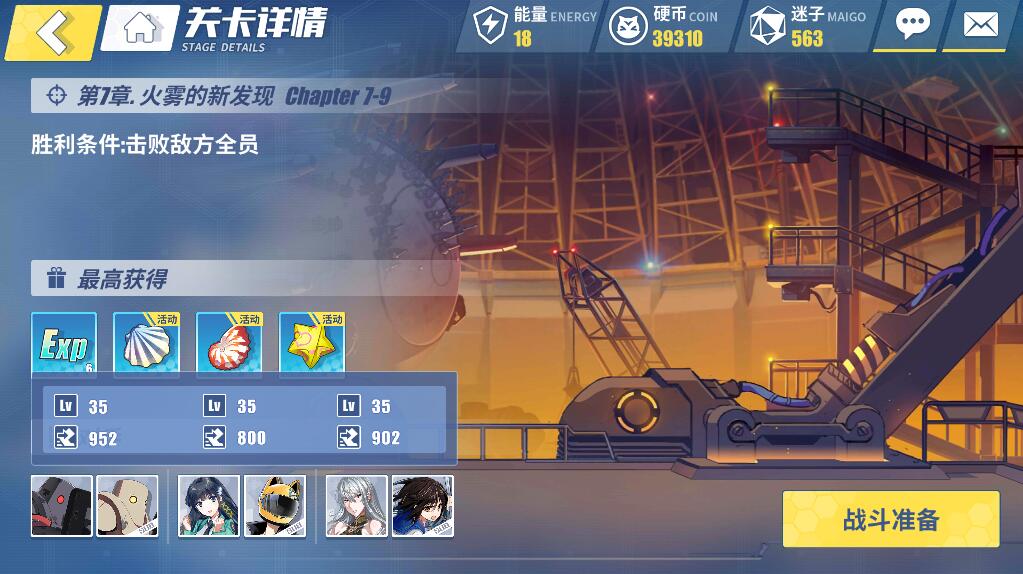 关卡详情
STAGE DETAILS
能量 ENERGY
18
硬币 COIN
39310
迷子 MAIGO
563
第7章.火雾的新发现 Chapter 7-9
胜利条件:击败敌方全员
最高获得
Exp
6
活动
活动
活动
Lv 35
Lv 35
Lv 35
952
800
902
战斗准备